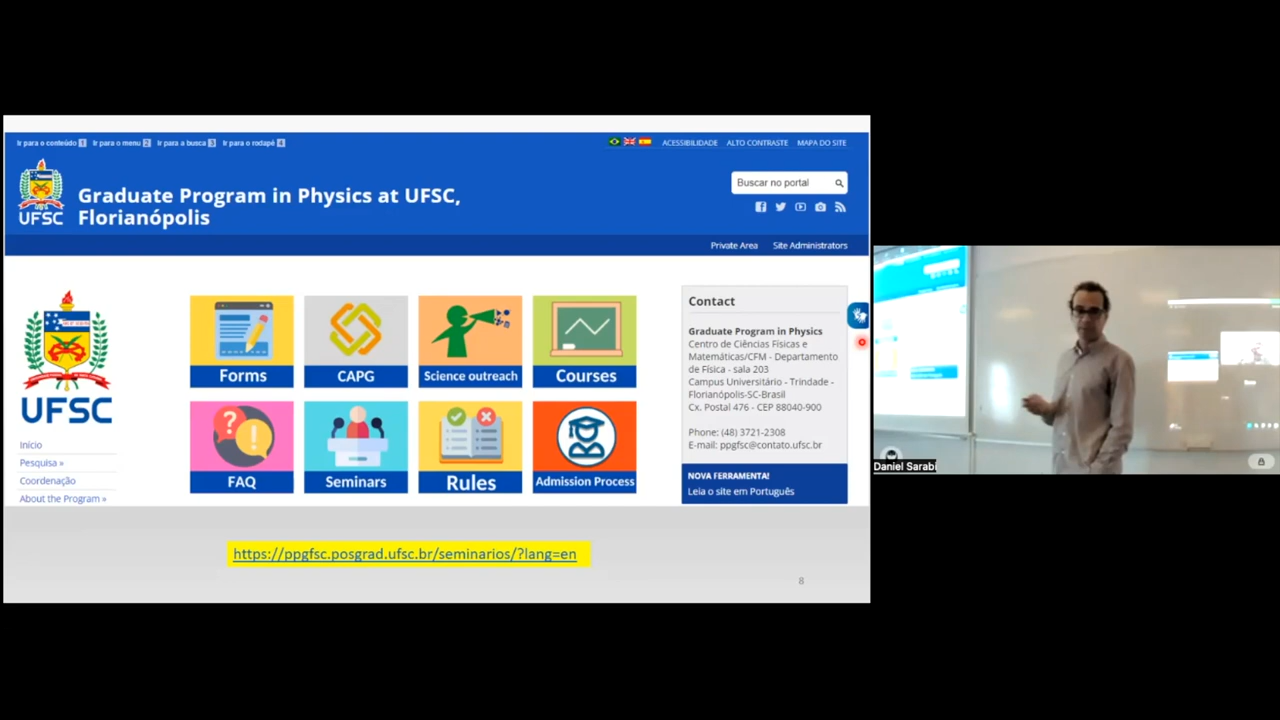 Ir para o conteúdo 1 Ir para o menu 2 Ir para a busca 3 Ir para o rodapé 4
ACESSIBILIDADE ALTO CONTRASTE MAPA DO SITE
UFSC
Graduate Program in Physics at UFSC,
Florianópolis
Buscar no portal
Private Area Site Administrators
UFSC
Início
Pesquisa »
Coordenação
About the Program »
Forms
CAPG
Science outreach
Courses
FAQ
Seminars
Rules
Admission Process
Contact
Graduate Program in Physics
Centro de Ciências Físicas e
Matemáticas/CFM - Departamento
de Física - sala 203
Campus Universitário - Trindade -
Florianópolis-SC-Brasil
Cx. Postal 476 - CEP 88040-900
Phone: (48) 3721-2308
E-mail: ppgfsc@contato.ufsc.br
NOVA FERRAMENTA!
Leia o site em Português
https://ppgfsc.posgrad.ufsc.br/seminarios/?lang=en
8
Daniel Sarabi